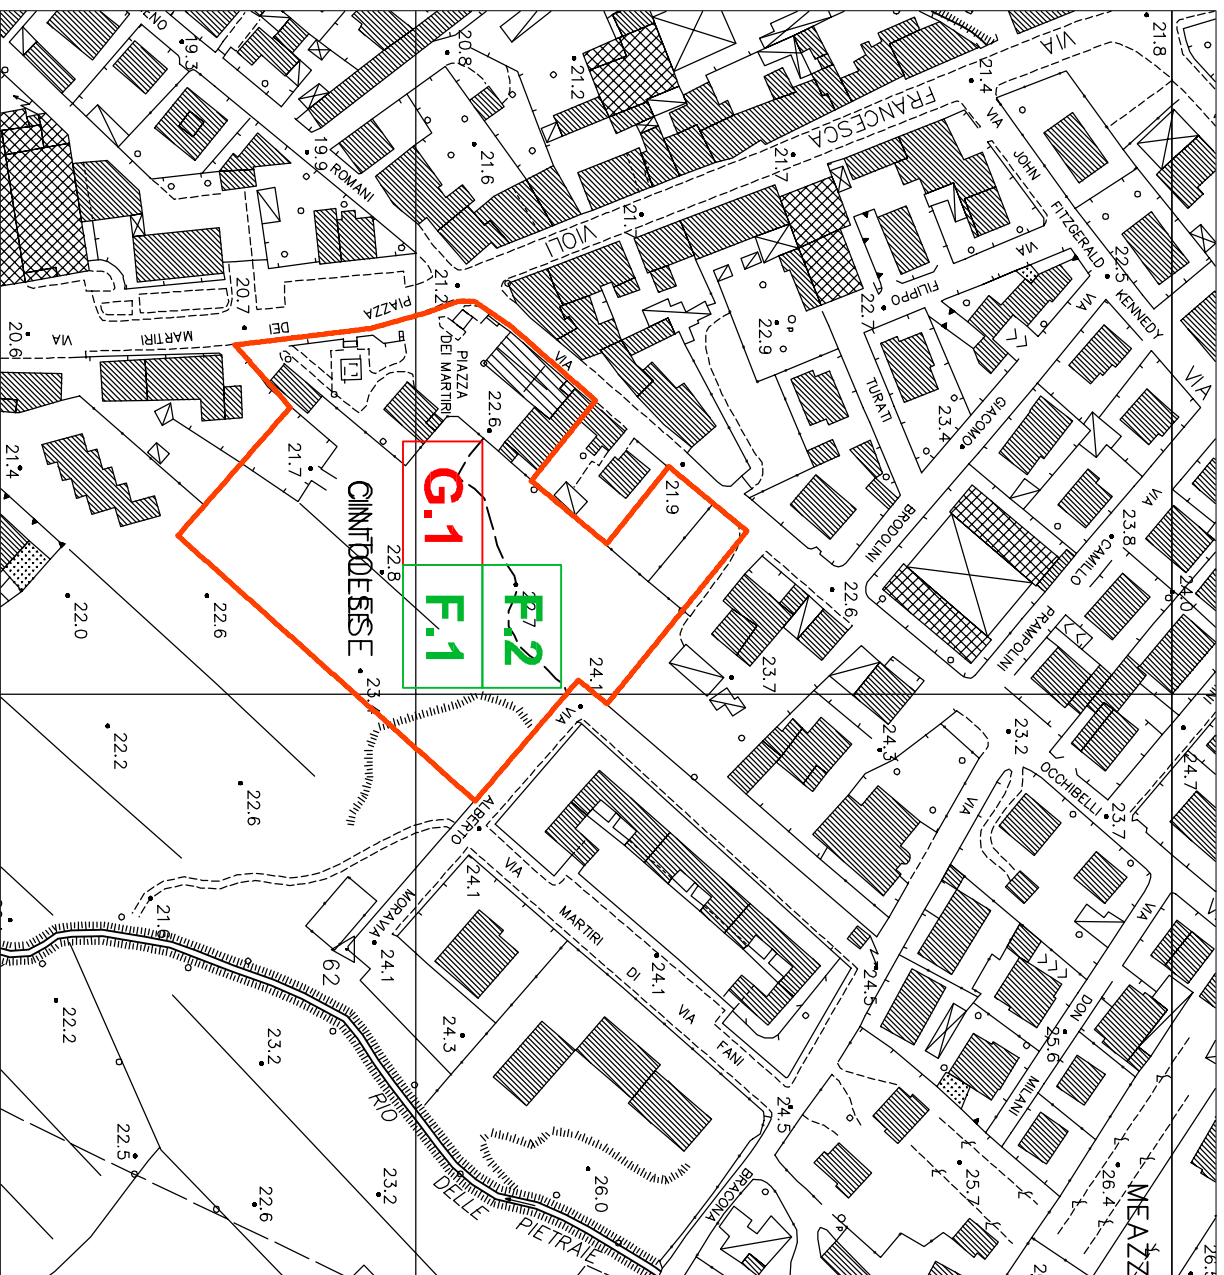 21.8
VIA
FRANCESCA
VIOLI
21.4
VIA
JOHN
FITZGERALD
KENNEDY
20.8
21.2
19.3
19.9
ROMANI
21.6
21.7
22.5
VIA
VIA
VIA
FILIPPO
TURATI
22.7
22.9
23.4
GIACOMO
BRODOLINI
21.2
20.7
PIAZZA
DEI
MARTIRI
VIA
20.6
PIAZZA
DEI MARTIRI
VIA
22.6
21.7
21.4
21.9
22.8
22.6
22.0
G.1
F.1
F.2
22.6
23.8
24.0
VIA
CAMILLO
PRAMPOLINI
23.7
24.1
24.3
23.2
24.7
OCCHIBELLI
23.7
VIA
VIA
DON
MILANI
25.6
22.2
22.6
VIA
ALBERTO
MORAVIA
24.1
24.1
VIA
MARTIRI
DI
VIA
FANI
24.1
24.5
24.5
24.3
62
21.6
22.2
23.2
RIO
DELLE
PIETRAIE
22.5
22.6
23.2
26.0
BRACONA
25.7
26.4
MEAZZ